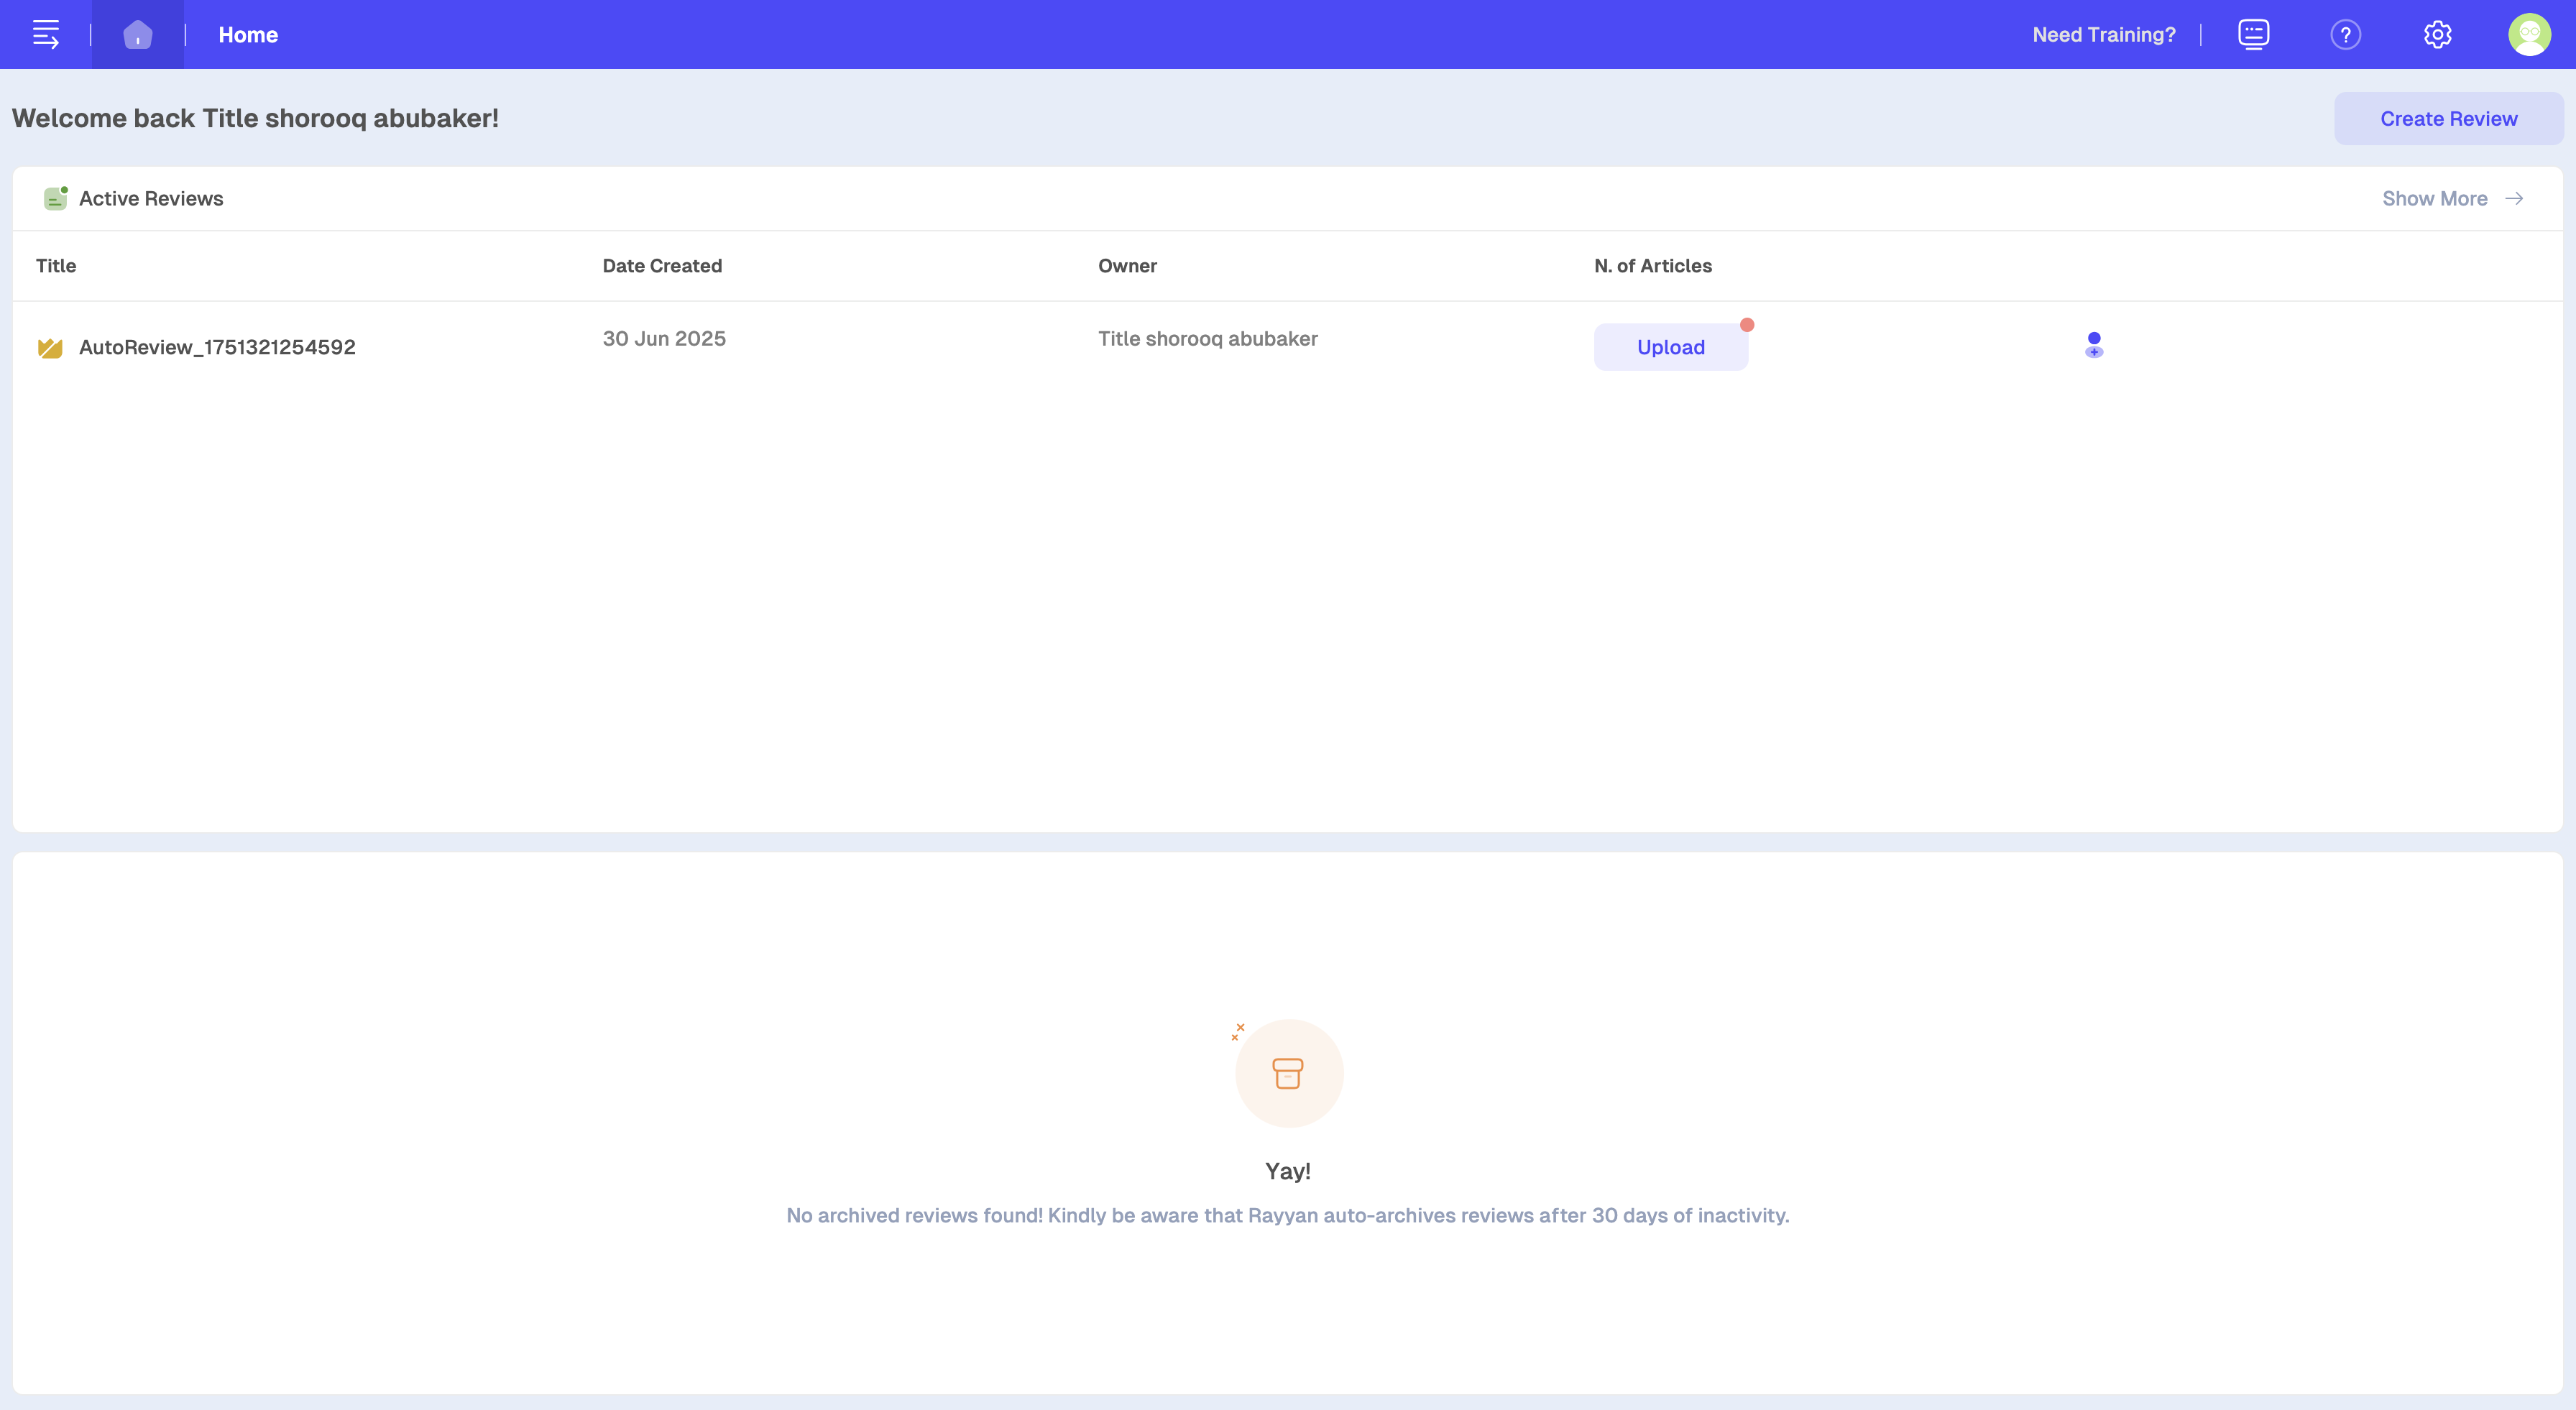 Home
Need Training?
Welcome back Title shorooq abubaker!
Create Review
Active Reviews
Show More
Title
Date Created
Owner
N. of Articles
AutoReview_1751321254592
30 Jun 2025
Title shorooq abubaker
Upload
Yay!
No archived reviews found! Kindly be aware that Rayyan auto-archives reviews after 30 days of inactivity.